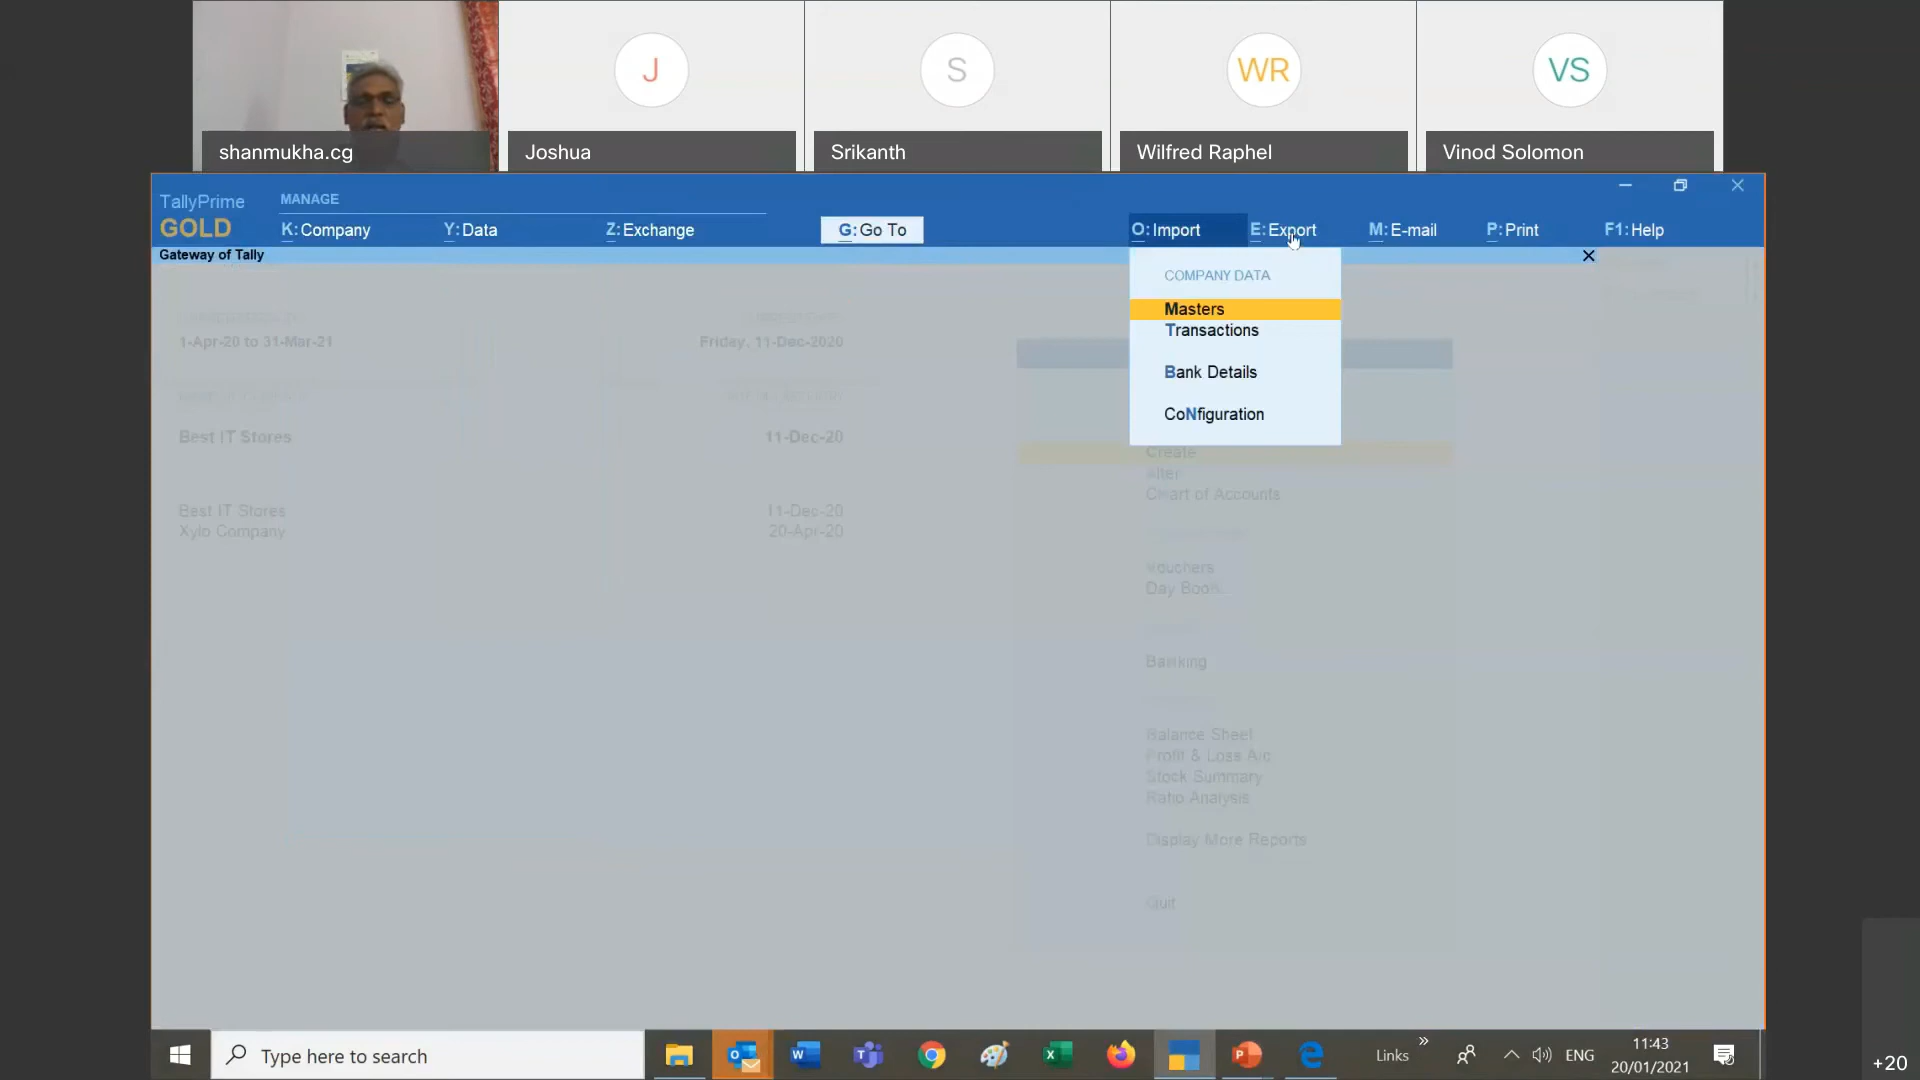 J
S
WR
VS
shanmukha.cg
Joshua
Srikanth
Wilfred Raphel
Vinod Solomon
TallyPrime
GOLD
MANAGE
K:Company
Y:Data
Z:Exchange
G:Go To
O:Import
E:Export
M:E-mail
P:Print
F1:Help
Gateway of Tally
COMPANY DATA
Masters
Transactions
Bank Details
CoNfiguration
1-Apr-20 to 31-Mar-21
Friday, 11-Dec-2020
Best IT Stores
11-Dec-20
Best IT Stores
11-Dec-20
Xylo Company
20-Apr-20
Create
Alter
Chart of Accounts
Vouchers
Day Book
Banking
Balance Sheet
Profit & Loss A/c
Stock Summary
Ratio Analysis
Display More Reports
Quit
Type here to search
Links
ENG
11:43
20/01/2021
+20